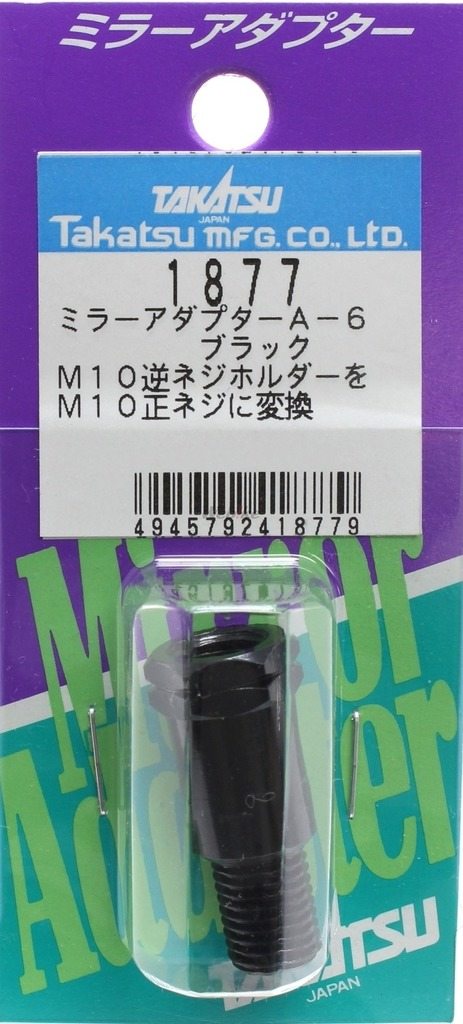 ミラーアダプター
TAKATSU
JAPAN
Takatsu MFG. CO., LTD.
1877
ミラーアダプターA－6
ブラック
M10逆ネジホルダーを
M10正ネジに変換
4945792418779
Mirror
Adapter
TAKATSU
JAPAN